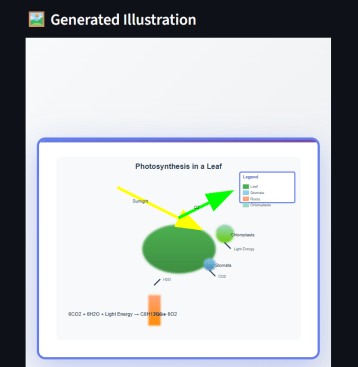 Generated Illustration
Photosynthesis in a Leaf
Legend
Leaf
Stomata
Roots
Chloroplasts
Sunlight
Chloroplasts
Light Energy
Stomata
CO2
H2O
6CO2 + 6H2O + Light Energy → 6O2